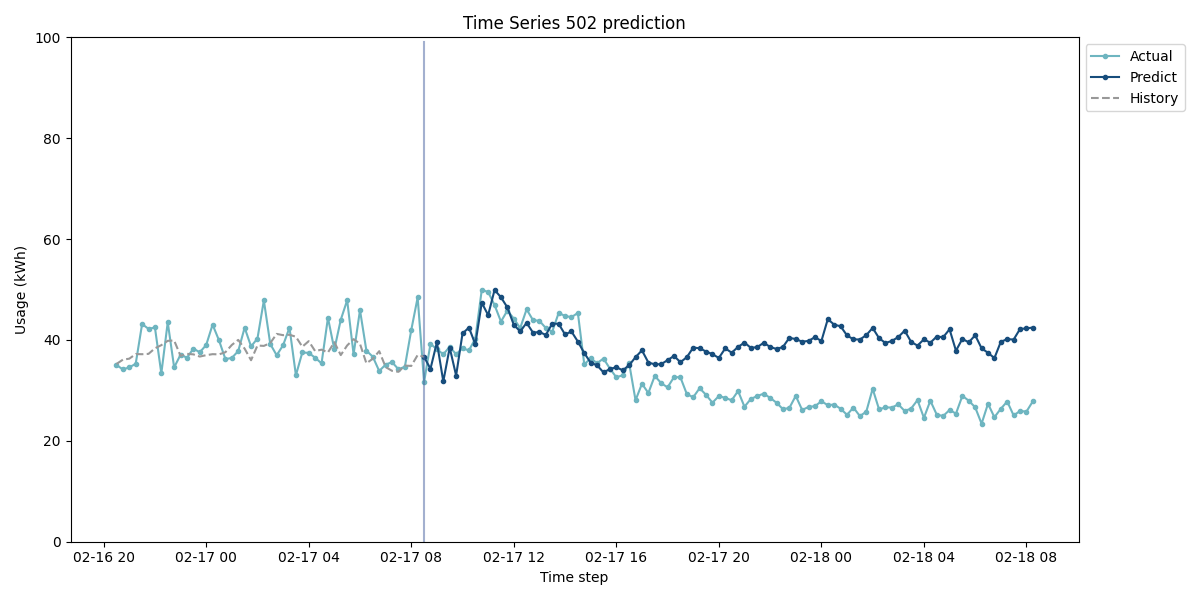 Time Series 502 prediction
100
80
60
40
20
0
Usage (kWh)
02-16 20
02-17 00
02-17 04
02-17 08
02-17 12
02-17 16
02-17 20
02-18 00
02-18 04
02-18 08
Time step
Actual
Predict
History